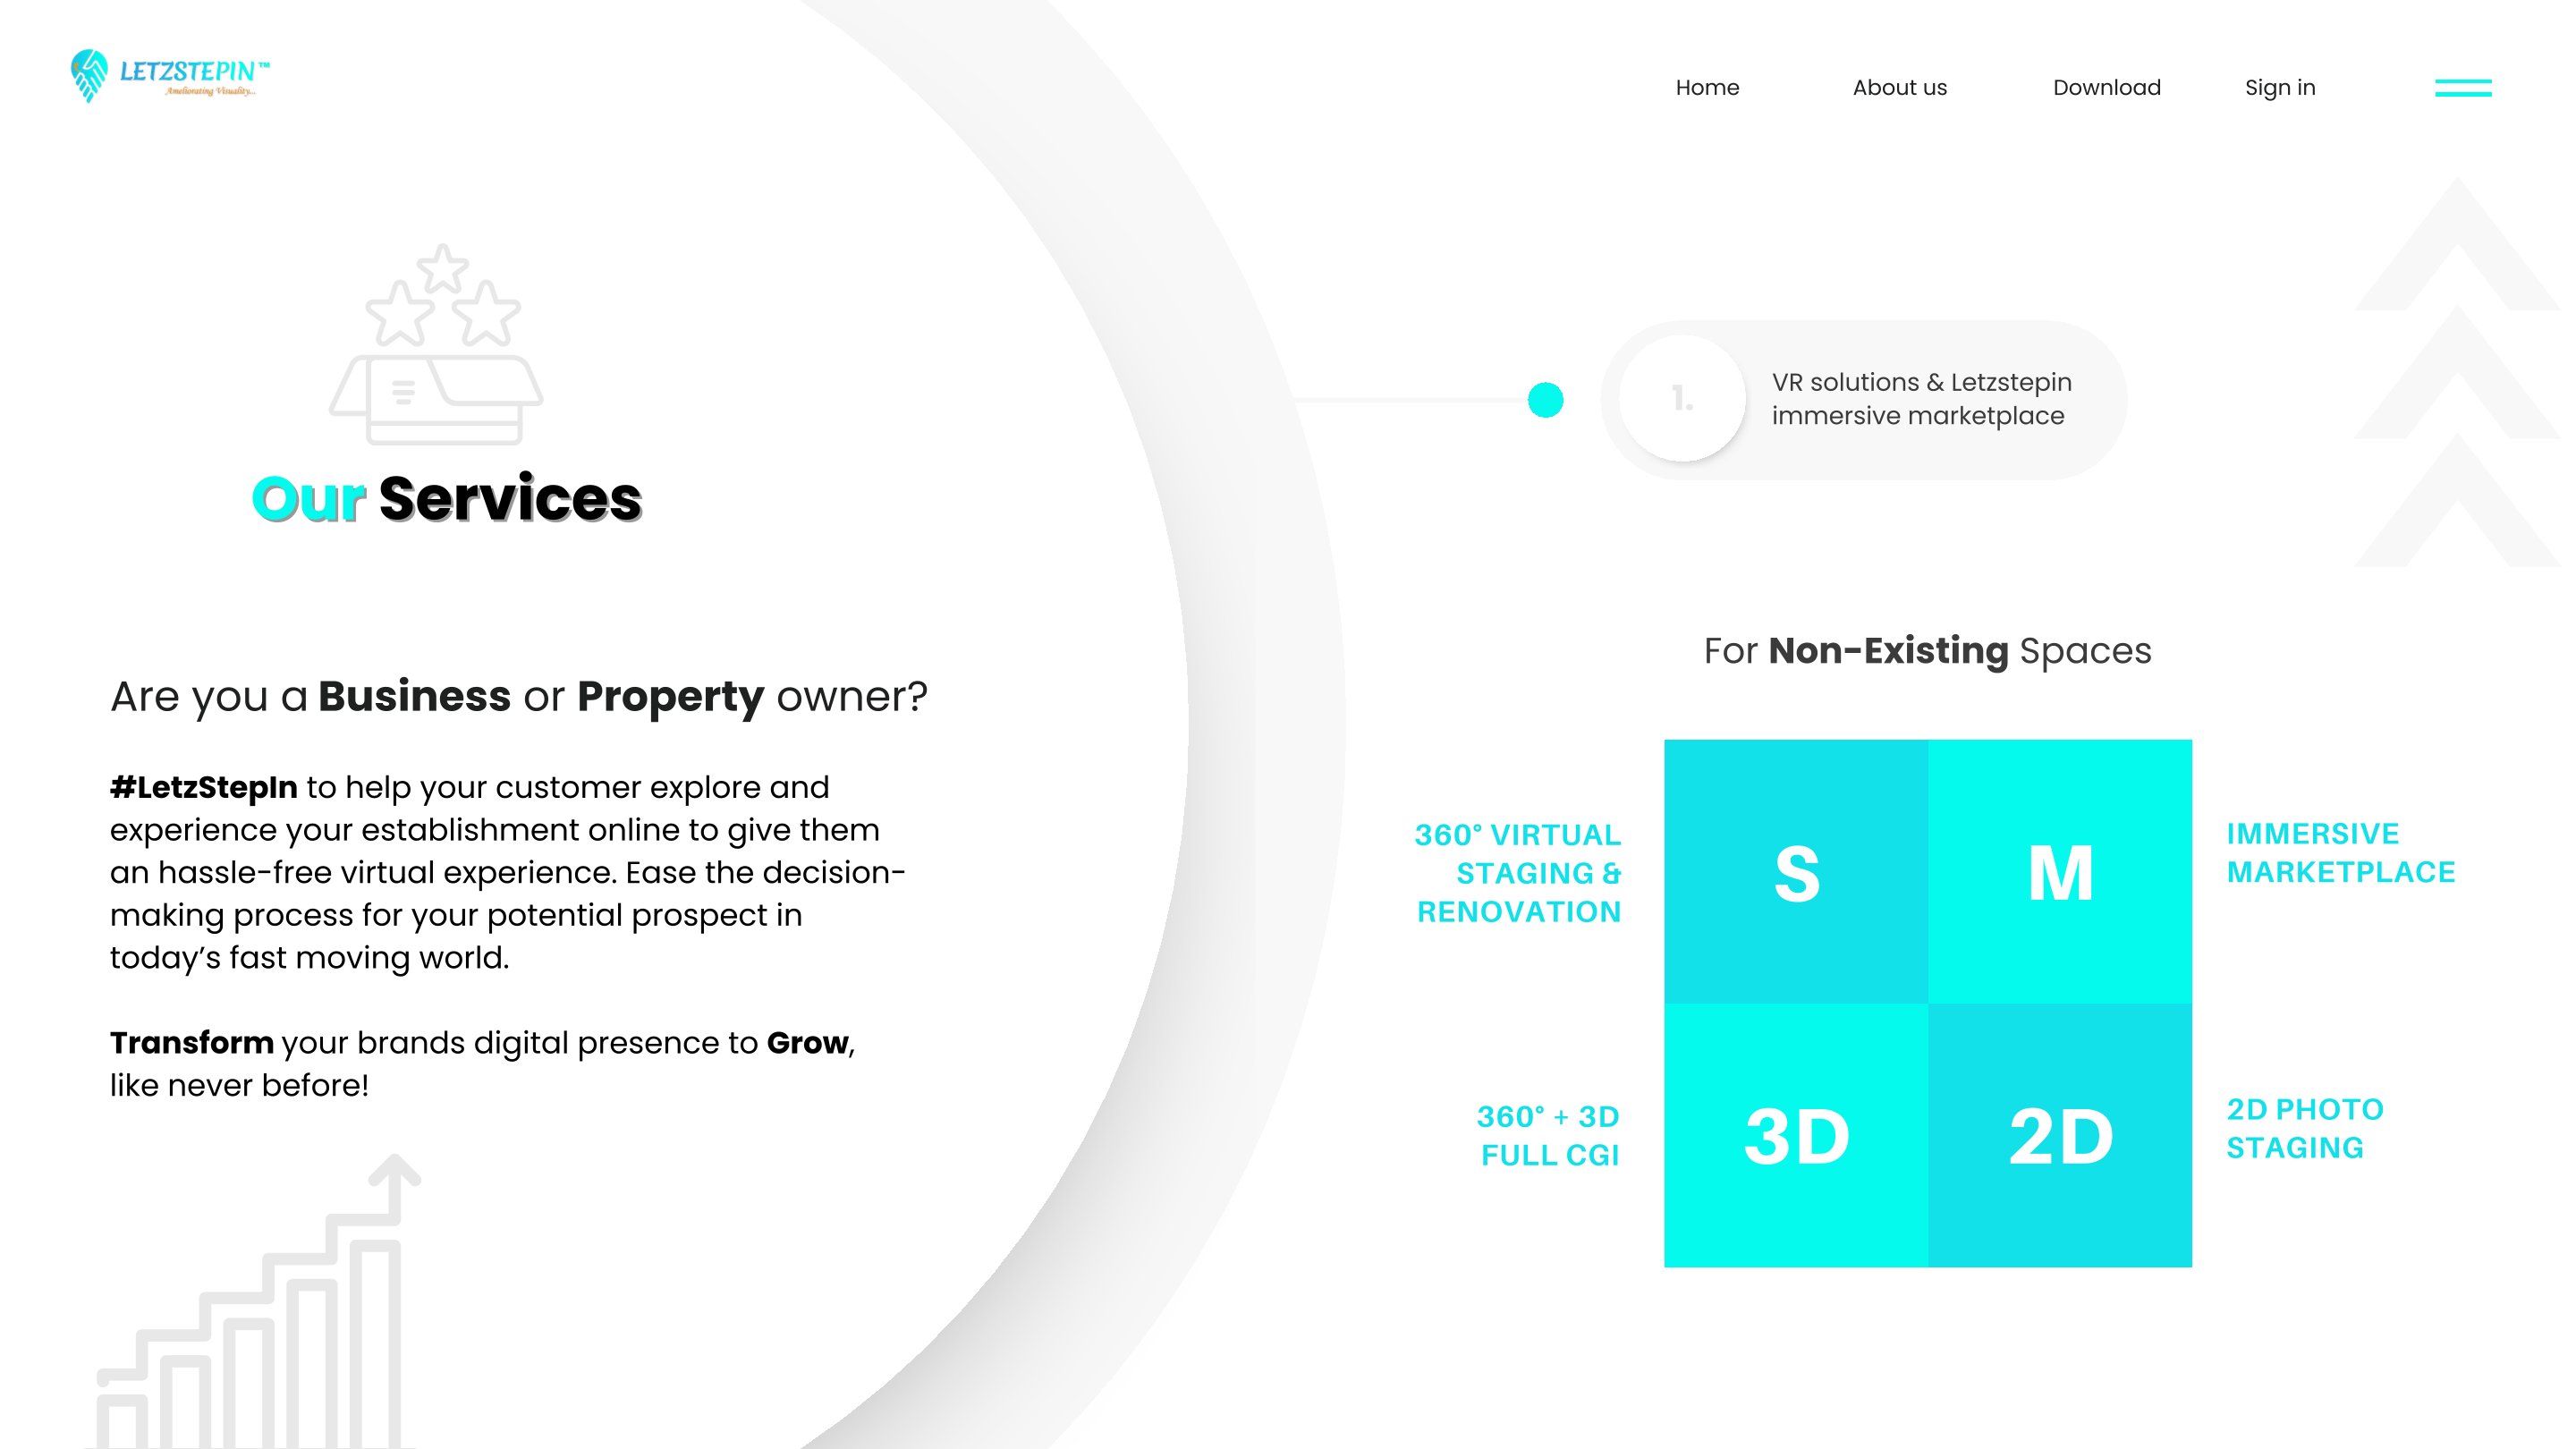 LETZSTEPIN™
Ameliorating Visuality...
Home
About us
Download
Sign in
Our Services
Are you a Business or Property owner?
#LetzStepIn to help your customer explore and
experience your establishment online to give them
an hassle-free virtual experience. Ease the decision-
making process for your potential prospect in
today’s fast moving world.
Transform your brands digital presence to Grow,
like never before!
1.
VR solutions & Letzstepin
immersive marketplace
For Non-Existing Spaces
360° VIRTUAL
STAGING &
RENOVATION
S
M
IMMERSIVE
MARKETPLACE
360° + 3D
FULL CGI
3D
2D
2D PHOTO
STAGING